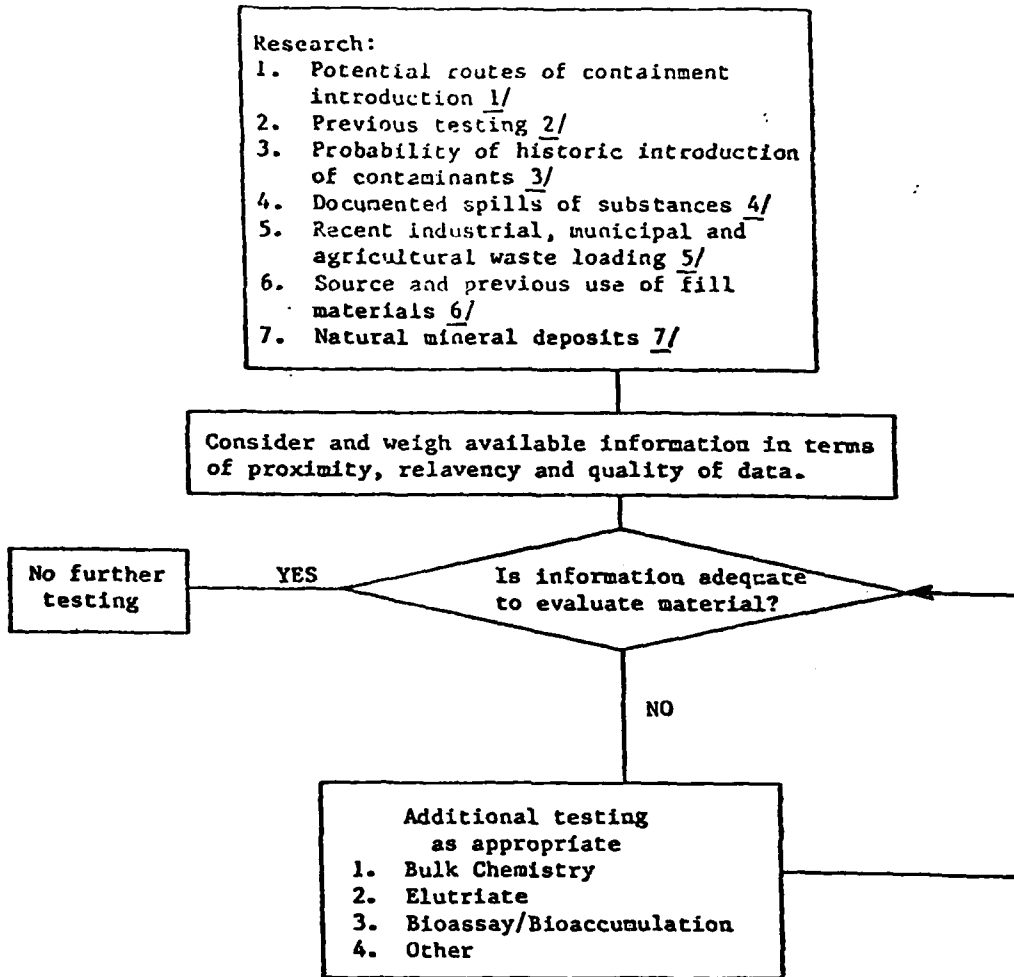 Research:
1. Potential routes of containment
introduction 1/
2. Previous testing 2/
3. Probability of historic introduction
of contaminants 3/
4. Documented spills of substances 4/
5. Recent industrial, municipal and
agricultural waste loading 5/
6. Source and previous use of fill
materials 6/
7. Natural mineral deposits 7/
Consider and weigh available information in terms
of proximity, relavency and quality of data.
No further
testing
YES
Is information adequate
to evaluate material?
NO
Additional testing
as appropriate
1. Bulk Chemistry
2. Elutriate
3. Bioassay/Bioaccumulation
4. Other